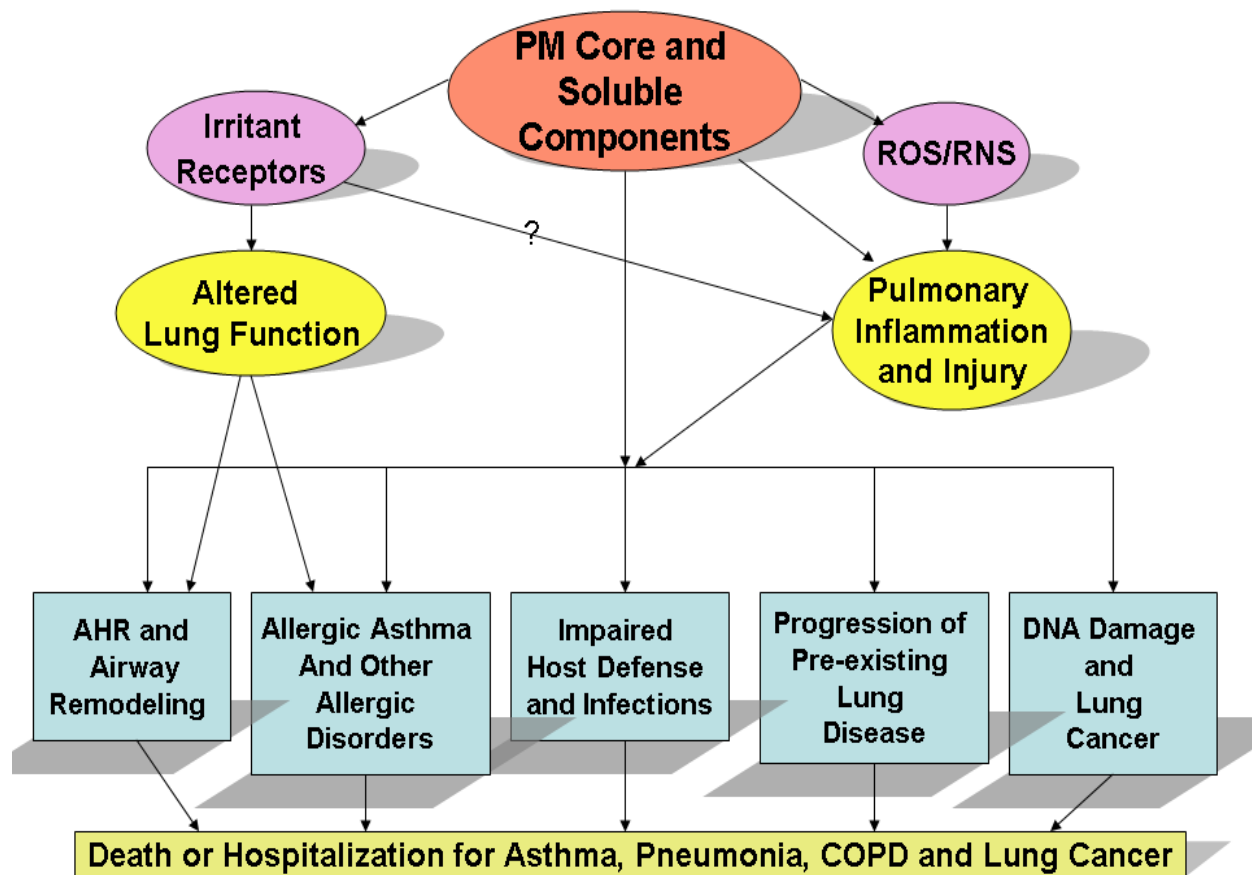 PM Core and
Soluble
Components
Irritant
Receptors
ROS/RNS
?
Altered
Lung Function
Pulmonary
Inflammation
and Injury
AHR and
Airway
Remodeling
Allergic Asthma
And Other
Allergic
Disorders
Impaired
Host Defense
and Infections
Progression of
Pre-existing
Lung
Disease
DNA Damage
and
Lung
Cancer
Death or Hospitalization for Asthma, Pneumonia, COPD and Lung Cancer